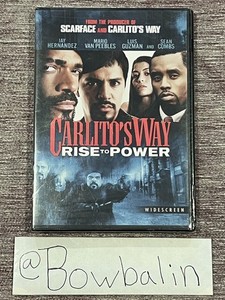 FROM THE PRODUCER OF
SCARFACE AND CARLITO'S WAY
JAY HERNANDEZ
MARIO VAN PEEBLES
LUIS GUZMAN
AND
SEAN COMBS
CARLITO'S WAY
RISE TO POWER
WIDESCREEN
@Bowbalin